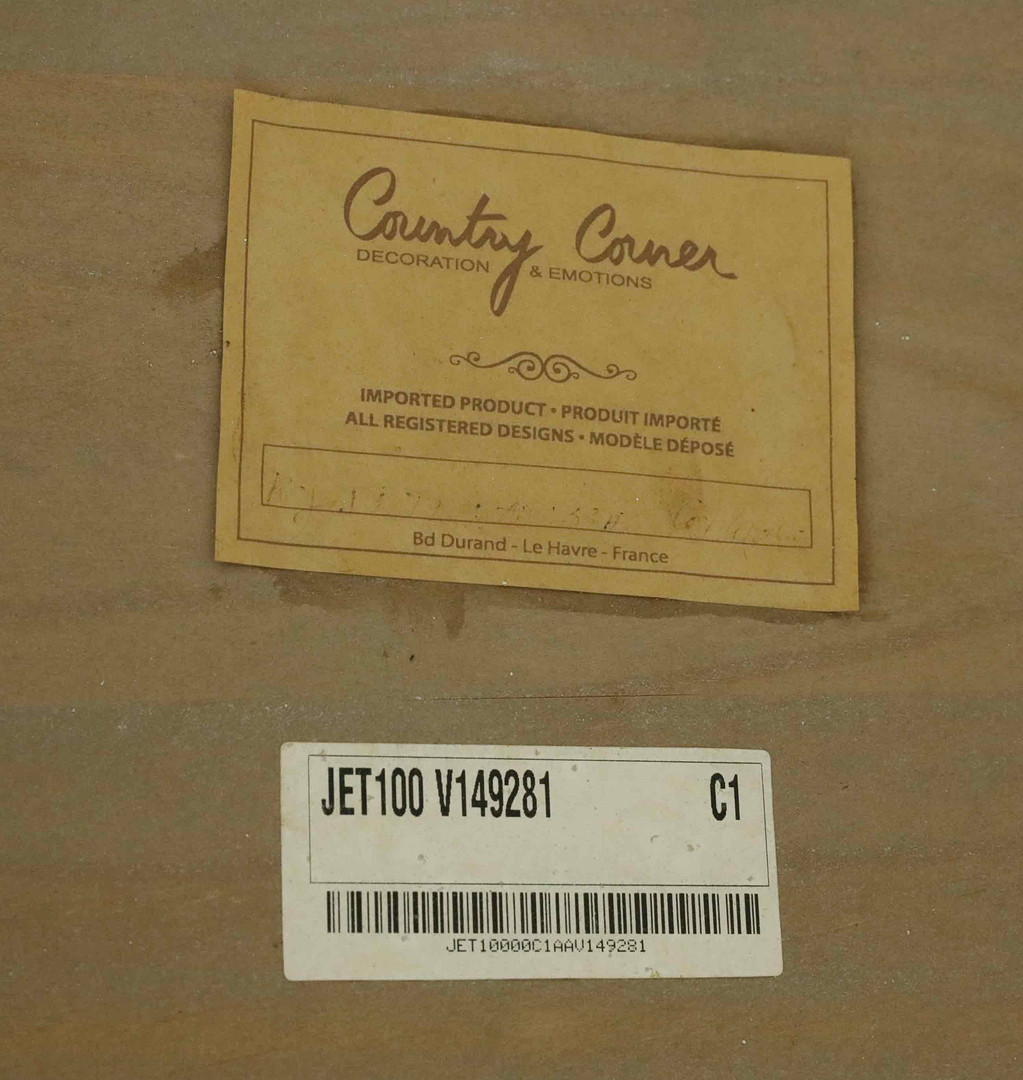 Country Corner
DECORATION & EMOTIONS
IMPORTED PRODUCT • PRODUIT IMPORTÉ
ALL REGISTERED DESIGNS • MODÈLE DÉPOSÉ
Bd Durand - Le Havre - France
JET100 V149281 C1
JET10000C1AAV149281